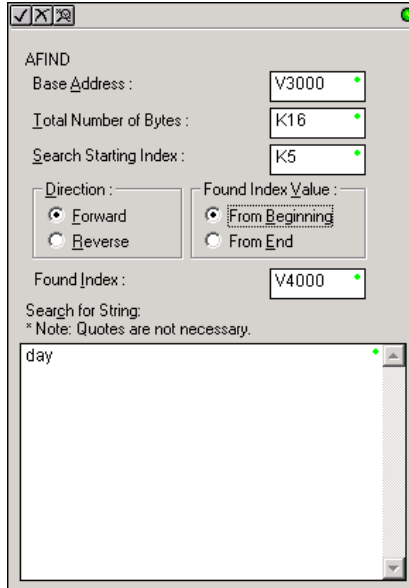 AFIND
Base Address : V3000
Total Number of Bytes : K16
Search Starting Index : K5
Direction : Found Index Value :
Forward From Beginning
Reverse From End
Found Index : V4000
Search for String:
* Note: Quotes are not necessary.
day